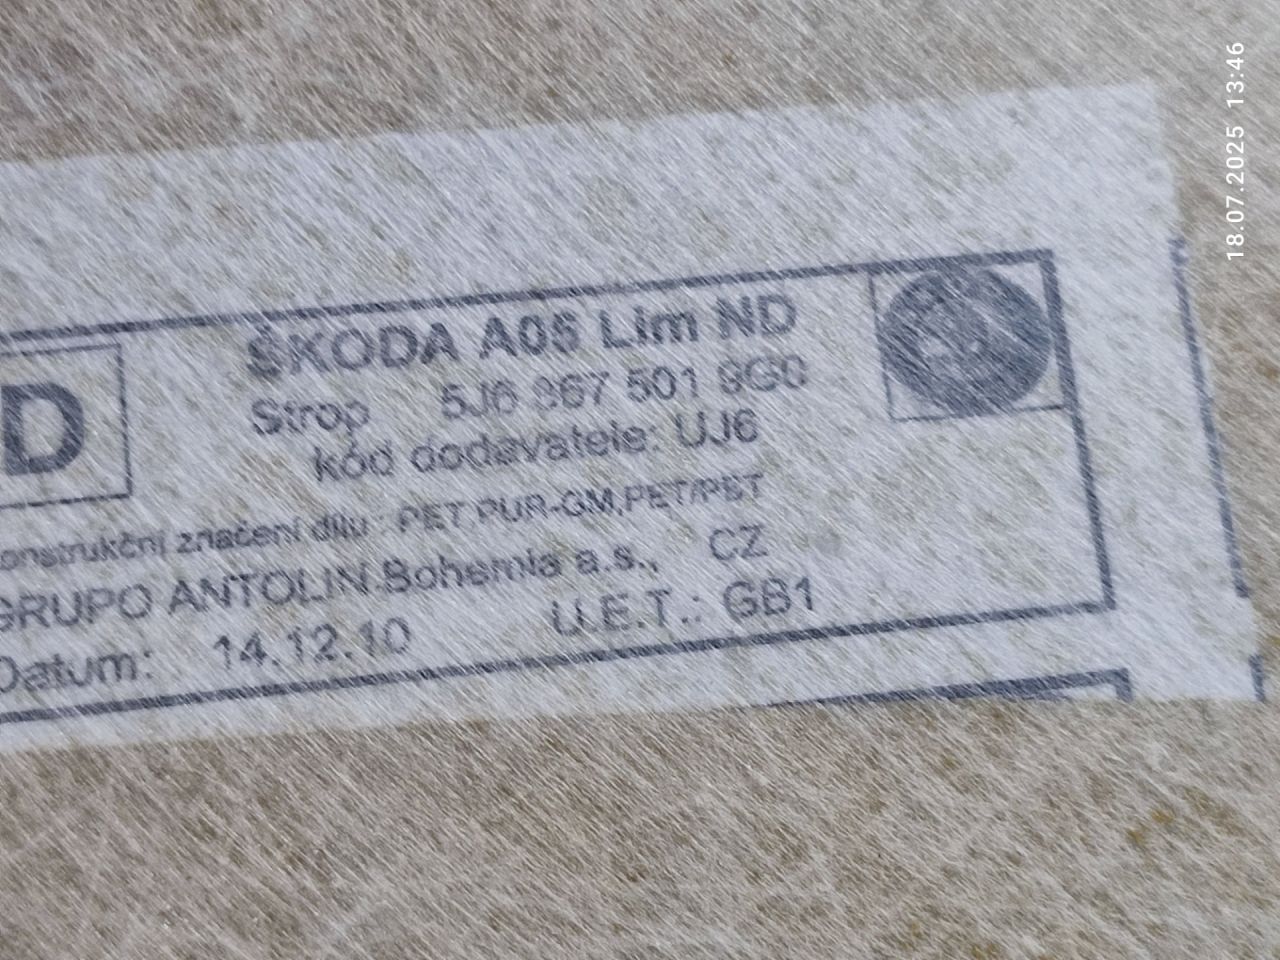 18.07.2025 13:46
ŠKODA A05 Lim ND
D
Strop 5J6 867 501 9G0
kód dodavatele: UJ6
onstrukční značení dílu : PET,PUR-GM,PET/PET
GRUPO ANTOLIN Bohemia a.s., CZ
Datum: 14.12.10 U.E.T.: GB1